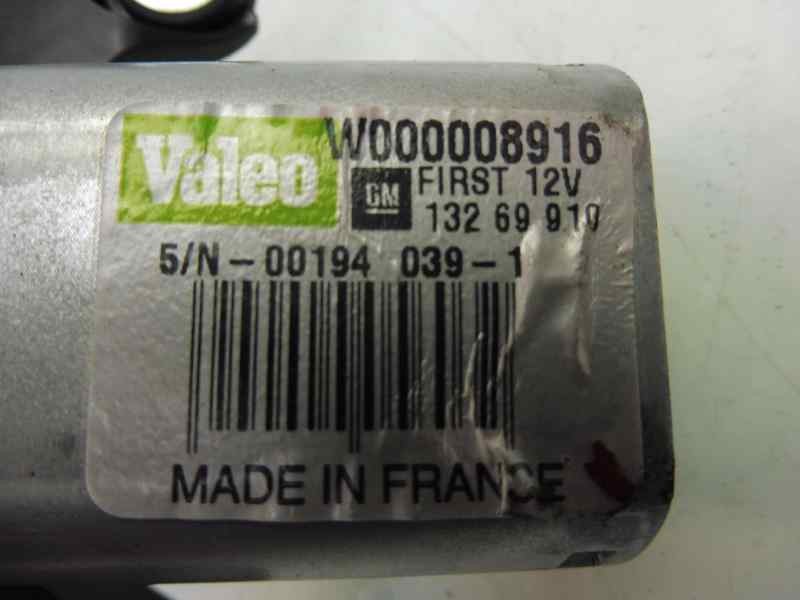 Valeo W000008916
GM FIRST 12V
132 69 910
S/N-00194 039-1
MADE IN FRANCE